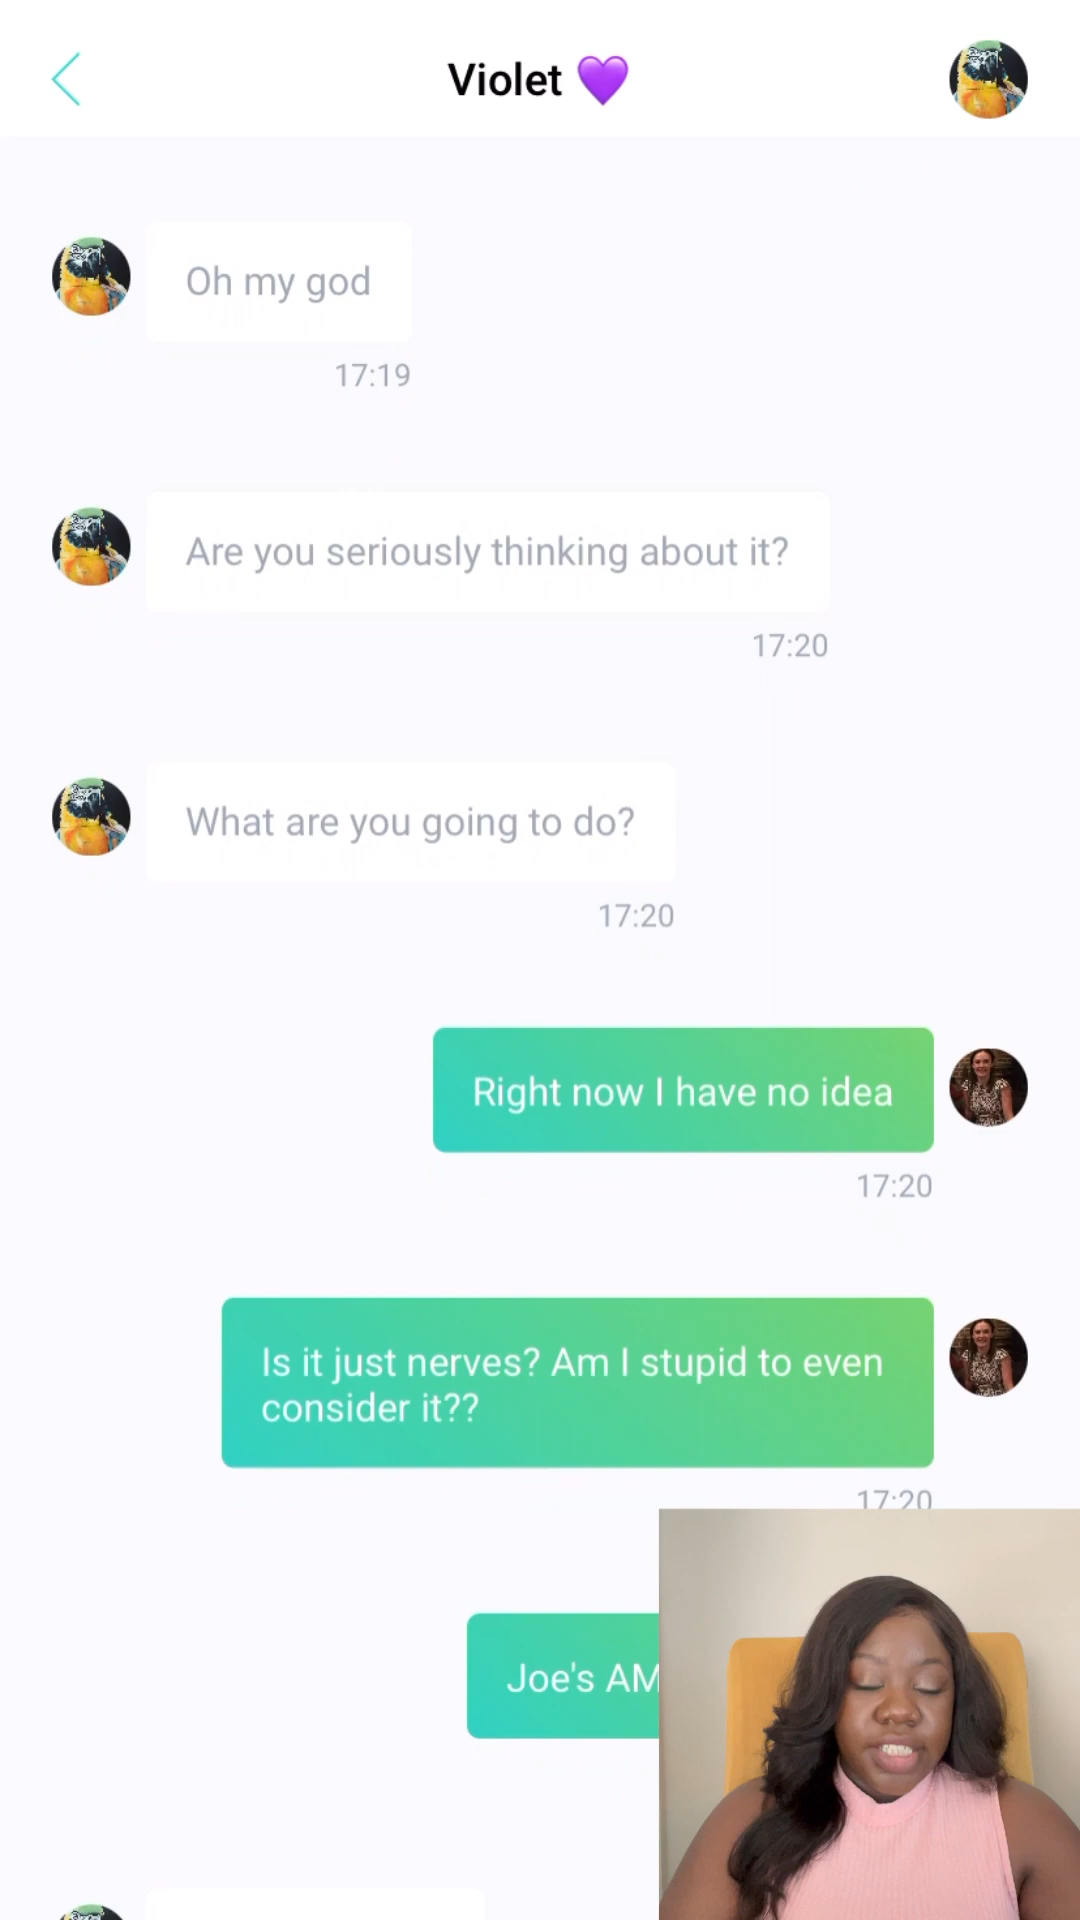 Violet 💜
Oh my god
17:19
Are you seriously thinking about it?
17:20
What are you going to do?
17:20
Right now I have no idea
17:20
Is it just nerves? Am I stupid to even
consider it??
17:20
Joe's AM